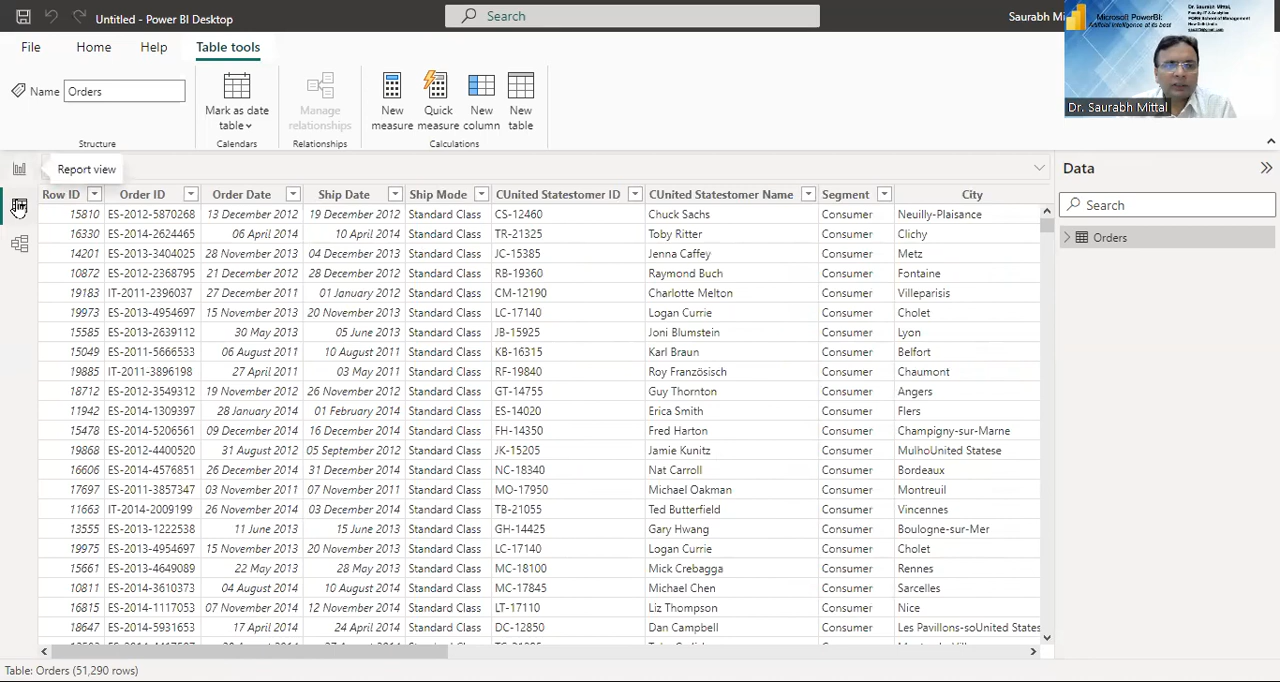 Untitled - Power BI Desktop
Search
Saurabh Mi
Dr. Saurabh Mittal,
Microsoft PowerBI:
Artificial Intelligence at its best
Dr. Saurabh Mittal
File Home Help Table tools
Name Orders
Mark as date table
New measure
Quick measure
New column
New table
Manage relationships
Structure Calendars Relationships Calculations
Report view
Row ID Order ID Order Date Ship Date Ship Mode CUnited Statestomer ID CUnited Statestomer Name Segment City
15810 ES-2012-5870268 13 December 2012 19 December 2012 Standard Class CS-12460 Chuck Sachs Consumer Neuilly-Plaisance
16330 ES-2014-2624465 06 April 2014 10 April 2014 Standard Class TR-21325 Toby Ritter Consumer Clichy
14201 ES-2013-3404025 28 November 2013 04 December 2013 Standard Class JC-15385 Jenna Caffey Consumer Metz
10872 ES-2012-2368795 21 December 2012 28 December 2012 Standard Class RB-19360 Raymond Buch Consumer Fontaine
19183 IT-2011-2396037 27 December 2011 01 January 2012 Standard Class CM-12190 Charlotte Melton Consumer Villeparisis
19973 ES-2013-4954697 15 November 2013 20 November 2013 Standard Class LC-17140 Logan Currie Consumer Cholet
15585 ES-2013-2639112 30 May 2013 05 June 2013 Standard Class JB-15925 Joni Blumstein Consumer Lyon
15049 ES-2011-5666533 06 August 2011 10 August 2011 Standard Class KB-16315 Karl Braun Consumer Belfort
19885 IT-2011-3896198 27 April 2011 03 May 2011 Standard Class RF-19840 Roy Französisch Consumer Chaumont
18712 ES-2012-3549312 19 November 2012 26 November 2012 Standard Class GT-14755 Guy Thornton Consumer Angers
11942 ES-2014-1309397 28 January 2014 01 February 2014 Standard Class ES-14020 Erica Smith Consumer Flers
15478 ES-2014-5206561 09 December 2014 16 December 2014 Standard Class FH-14350 Fred Harton Consumer Champigny-sur-Marne
19868 ES-2012-4400520 31 August 2012 05 September 2012 Standard Class JK-15205 Jamie Kunitz Consumer MulhoUnited Statese
16606 ES-2014-4576851 26 December 2014 31 December 2014 Standard Class NC-18340 Nat Carroll Consumer Bordeaux
17697 ES-2011-3857347 03 November 2011 07 November 2011 Standard Class MO-17950 Michael Oakman Consumer Montreuil
11663 IT-2014-2009199 26 November 2014 03 December 2014 Standard Class TB-21055 Ted Butterfield Consumer Vincennes
13555 ES-2013-1222538 11 June 2013 15 June 2013 Standard Class GH-14425 Gary Hwang Consumer Boulogne-sur-Mer
19975 ES-2013-4954697 15 November 2013 20 November 2013 Standard Class LC-17140 Logan Currie Consumer Cholet
15661 ES-2013-4649089 22 May 2013 28 May 2013 Standard Class MC-18100 Mick Crebagga Consumer Rennes
10811 ES-2014-3610373 04 August 2014 10 August 2014 Standard Class MC-17845 Michael Chen Consumer Sarcelles
16815 ES-2014-1117053 07 November 2014 12 November 2014 Standard Class LT-17110 Liz Thompson Consumer Nice
18647 ES-2014-5931653 17 April 2014 24 April 2014 Standard Class DC-12850 Dan Campbell Consumer Les Pavillons-soUnited States
Data
Search
Orders
Table: Orders (51,290 rows)